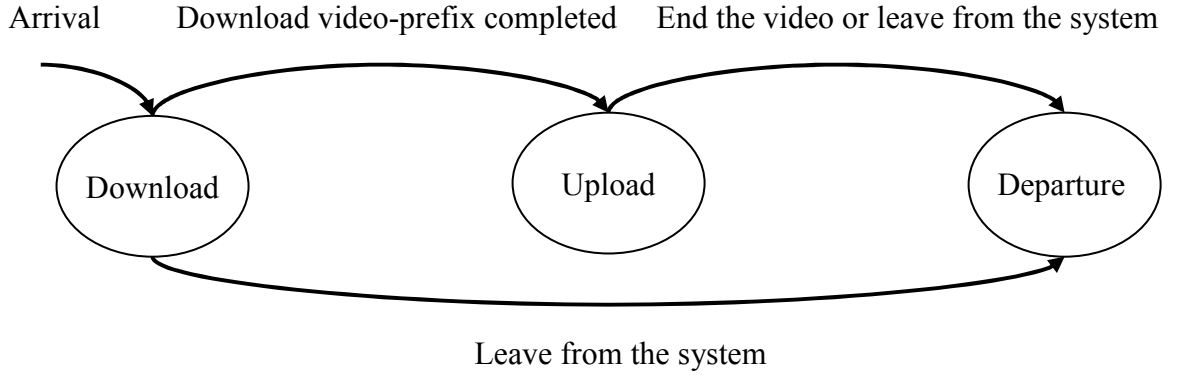 Arrival
Download video-prefix completed
End the video or leave from the system
Download
Upload
Departure
Leave from the system